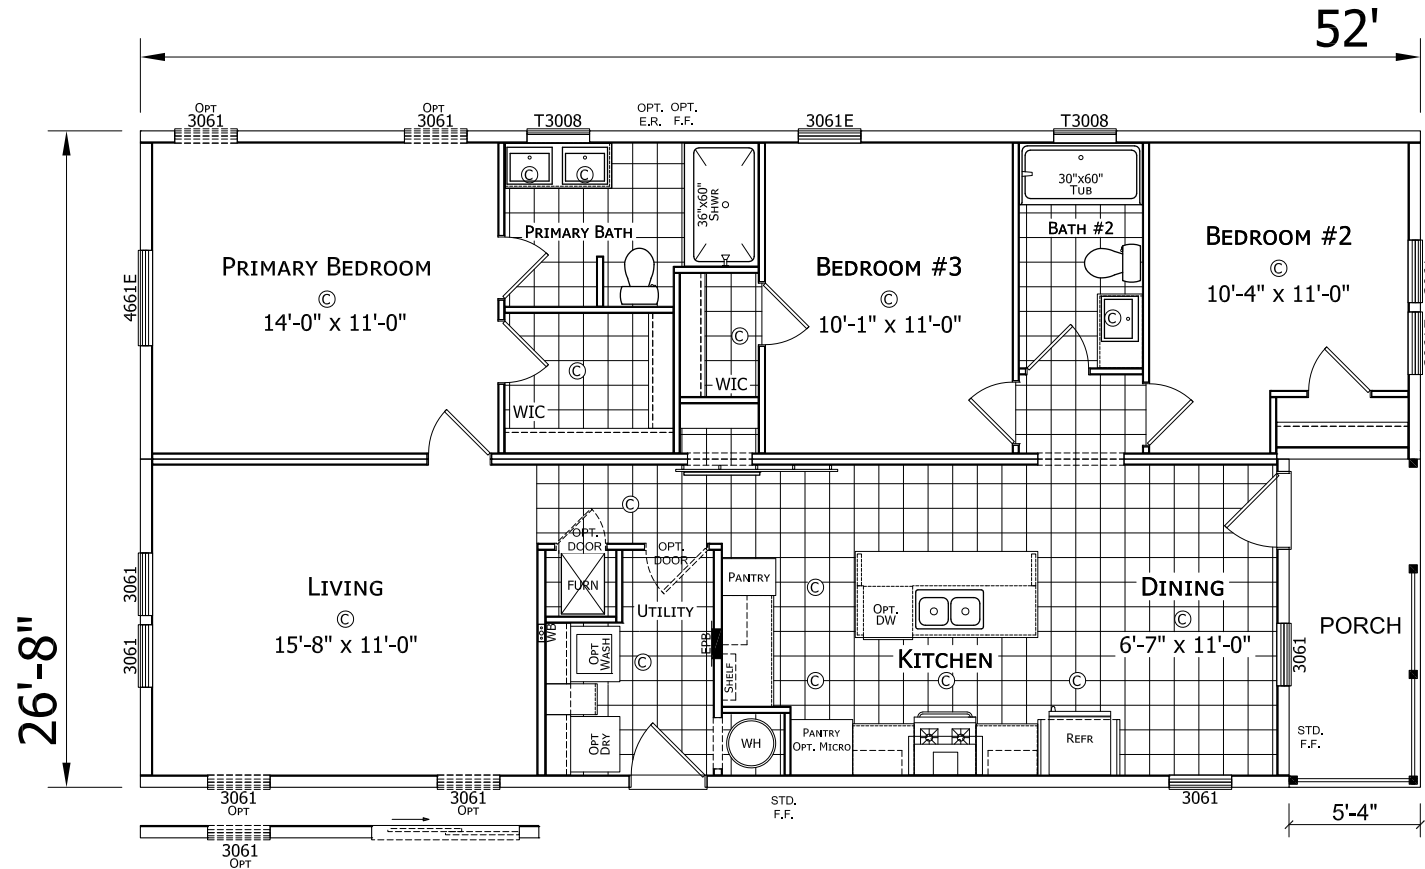 52'
OPT
3061
OPT
3061
T3008
OPT.
E.R.
OPT.
F.F.
3061E
T3008
36"x60"
SHWR
30"x60"
TUB
PRIMARY BATH
BATH #2
BEDROOM #2
10'-4" x 11'-0"
PRIMARY BEDROOM
14'-0" x 11'-0"
BEDROOM #3
10'-1" x 11'-0"
4661E
C
C
C
C
C
C
C
C
WIC
WIC
C
OPT.
DOOR
OPT.
DOOR
FURN
UTILITY
PANTRY
LIVING
C
15'-8" x 11'-0"
3061
3061
26'-8"
WB
OPT
WASH
EPB
SHELF
C
C
OPT.
DW
KITCHEN
C
C
C
DINING
C
6'-7" x 11'-0"
3061
PORCH
OPT
DRY
WH
PANTRY
OPT. MICRO
REFR
STD.
F.F.
3061
OPT
3061
OPT
STD.
F.F.
3061
5'-4"
3061
OPT